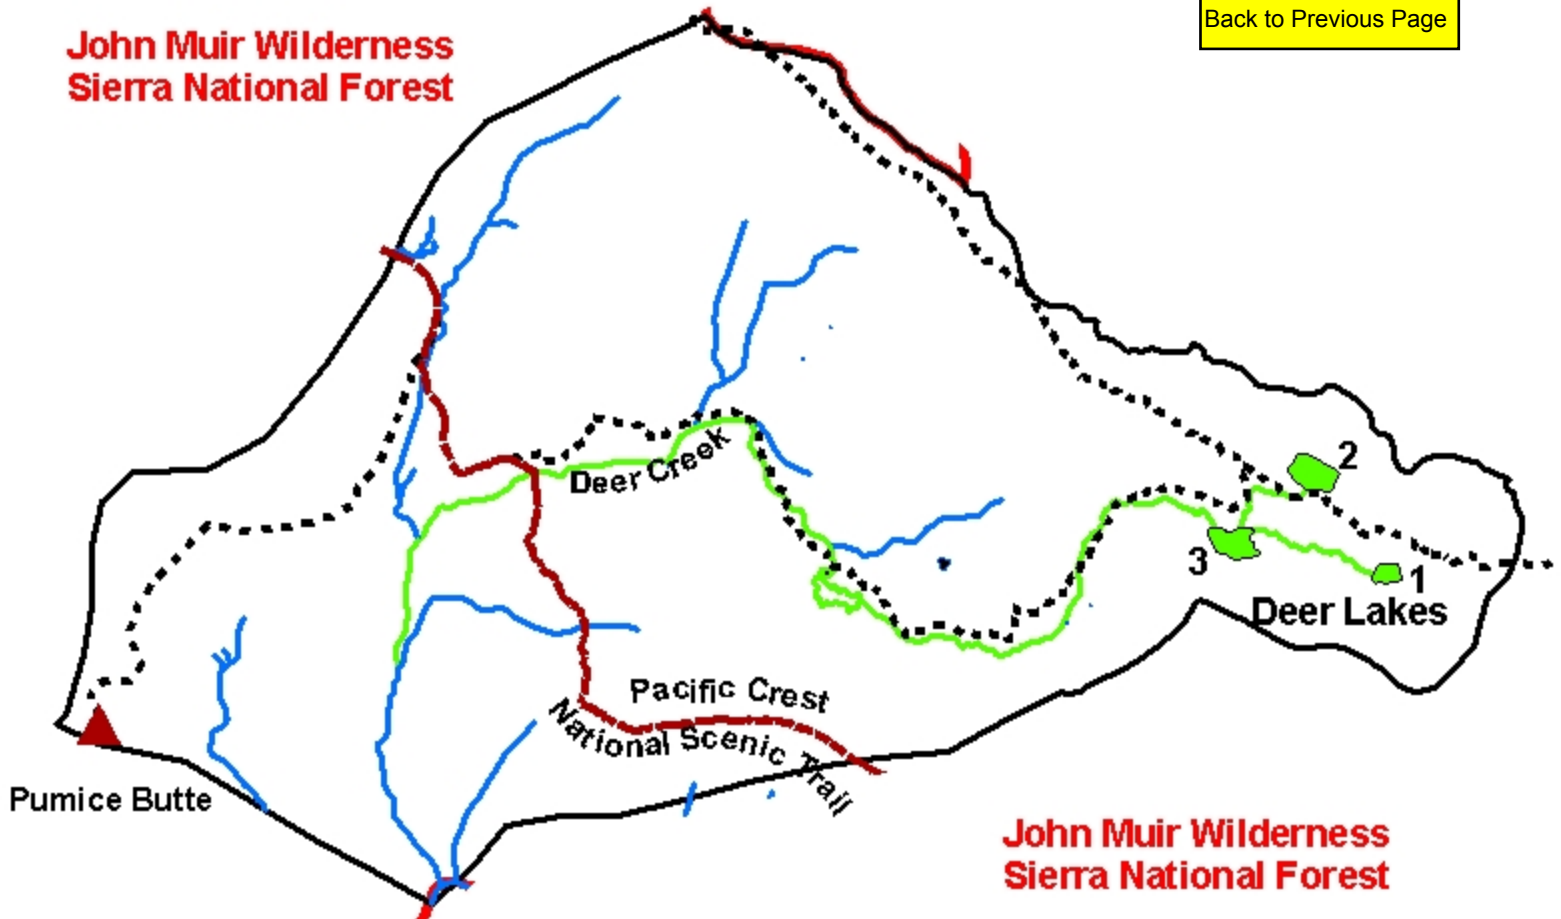 Back to Previous Page
John Muir Wilderness
Sierra National Forest
Deer Creek
2
3
1
Deer Lakes
Pacific Crest
National Scenic Trail
Pumice Butte
John Muir Wilderness
Sierra National Forest